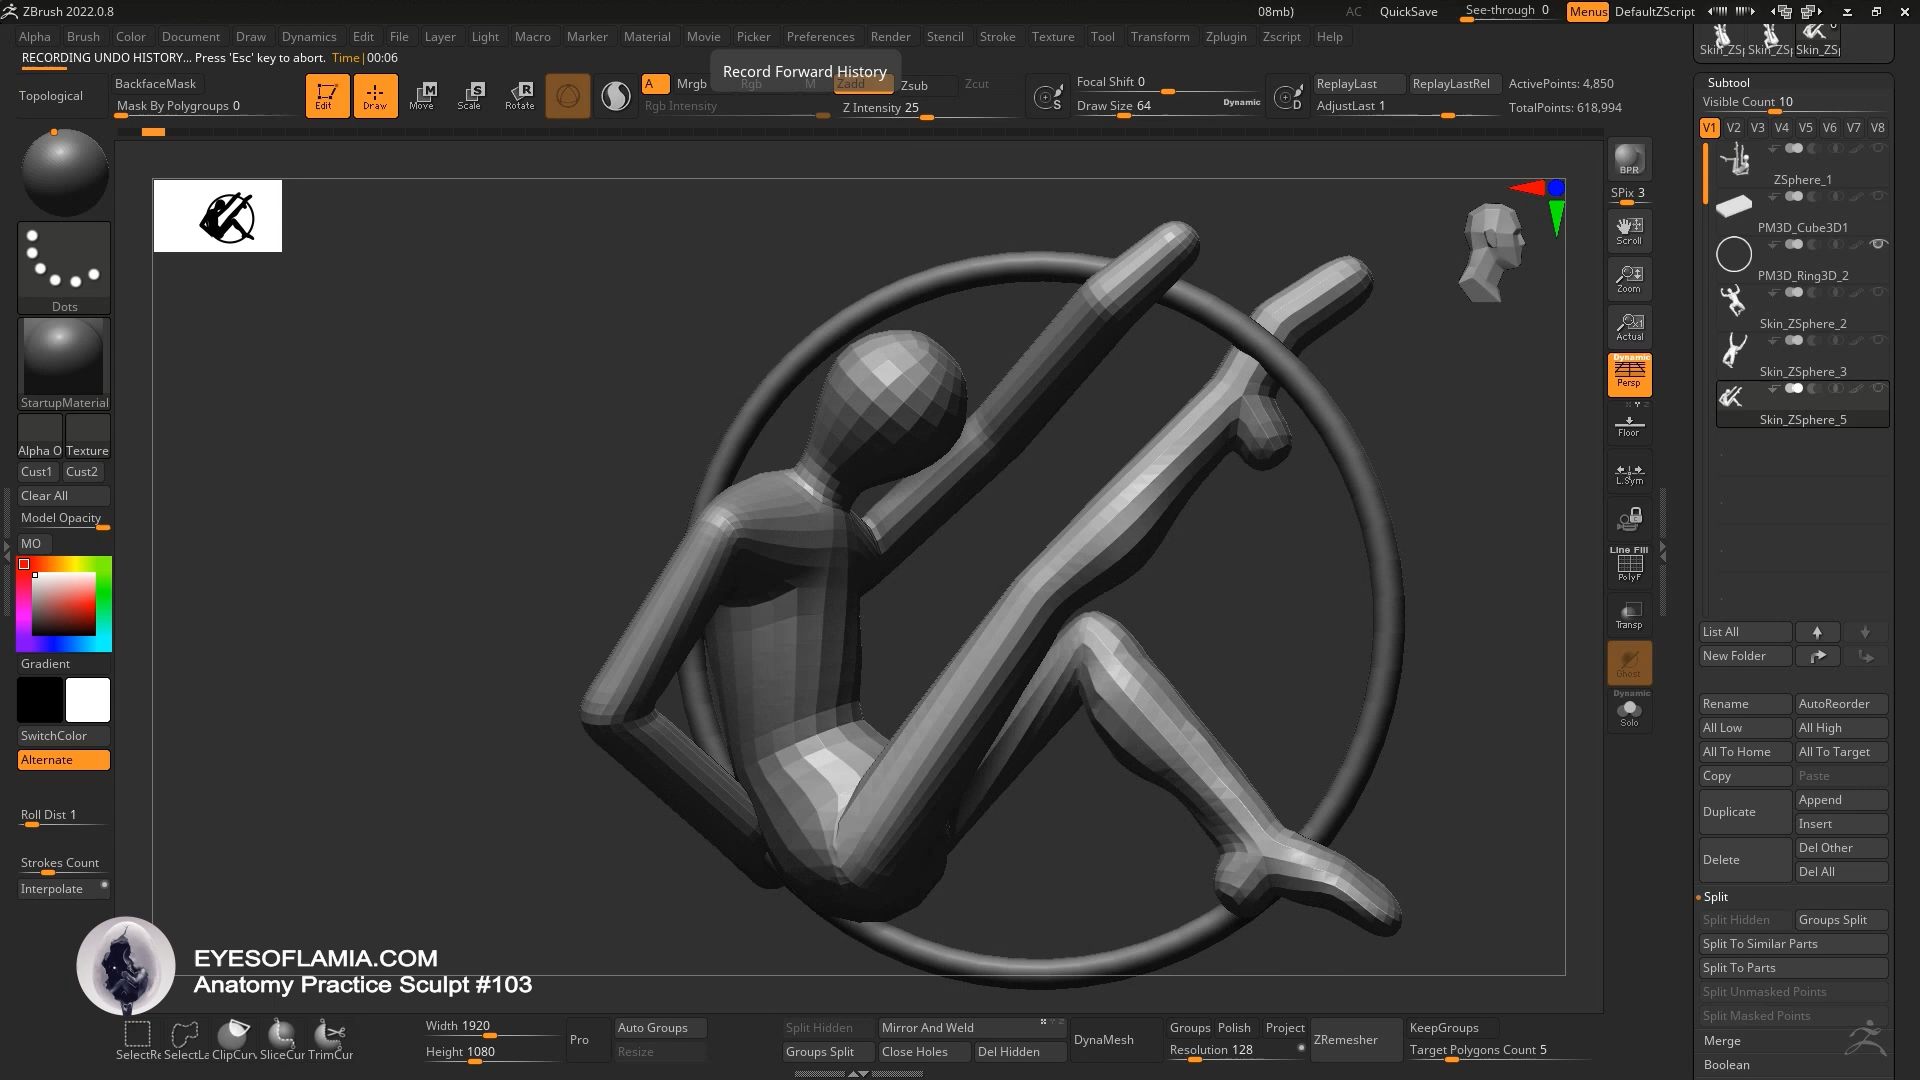 ZBrush 2022.0.8
08mb)
AC
QuickSave
See-through 0
Menus
DefaultZScript
Alpha Brush Color Document Draw Dynamics Edit File Layer Light Macro Marker Material Movie Picker Preferences Render Stencil Stroke Texture Tool Transform Zplugin Zscript Help
RECORDING UNDO HISTORY... Press 'Esc' key to abort. Time|00:06
Record Forward History
Topological
BackfaceMask
Mask By Polygroups 0
Edit
Draw
Move
Scale
Rotate
A
Mrgb
Rgb
M
Zadd
Zsub
Zcut
Rgb Intensity
Z Intensity 25
Focal Shift 0
Draw Size 64
Dynamic
S
D
ReplayLast
ReplayLastRel
AdjustLast 1
ActivePoints: 4,850
TotalPoints: 618,994
Dots
StartupMaterial
Alpha O
Texture
Cust1
Cust2
Clear All
Model Opacity
MO
Gradient
SwitchColor
Alternate
Roll Dist 1
Strokes Count
Interpolate
EYESOFLAMIA.COM
Anatomy Practice Sculpt #103
BPR
SPix 3
Scroll
Zoom
Actual
Dynamic
Persp
Floor
L.Sym
Line Fill
PolyF
Transp
Ghost
Dynamic
Solo
Skin_ZSp
Skin_ZSp
Skin_ZSp
Subtool
Visible Count 10
V1 V2 V3 V4 V5 V6 V7 V8
ZSphere_1
PM3D_Cube3D1
PM3D_Ring3D_2
Skin_ZSphere_2
Skin_ZSphere_3
Skin_ZSphere_5
List All
New Folder
Rename
AutoReorder
All Low
All High
All To Home
All To Target
Copy
Paste
Duplicate
Append
Insert
Delete
Del Other
Del All
Split
Split Hidden
Groups Split
Split To Similar Parts
Split To Parts
Split Unmasked Points
Split Masked Points
Merge
Boolean
SelectRe
SelectLa
ClipCurv
SliceCur
TrimCur
Width 1920
Height 1080
Pro
Auto Groups
Resize
Split Hidden
Groups Split
Mirror And Weld
Close Holes
Del Hidden
DynaMesh
Groups
Polish
Project
Resolution 128
ZRemesher
KeepGroups
Target Polygons Count 5